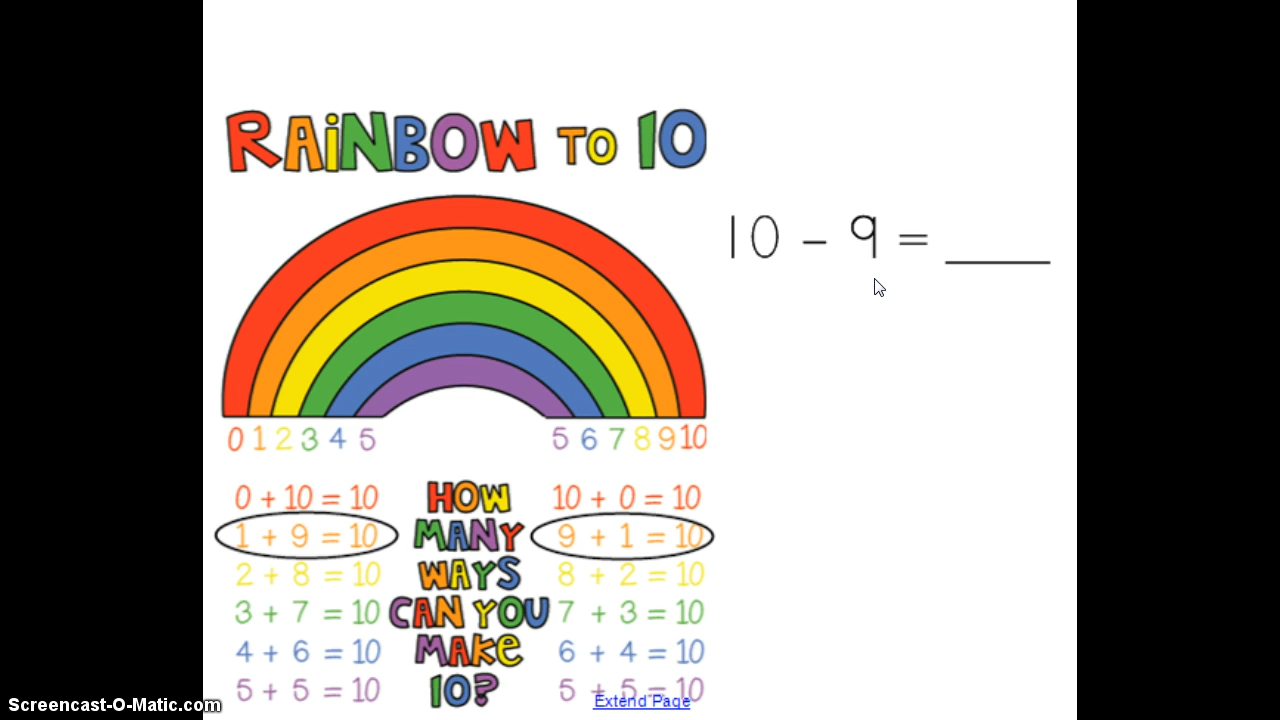 RAiNBOW TO 10
10 - 9 = ____
0 1 2 3 4 5 5 6 7 8 9 10
0 + 10 = 10 HOW 10 + 0 = 10
1 + 9 = 10 MANY 9 + 1 = 10
2 + 8 = 10 WAYS 8 + 2 = 10
3 + 7 = 10 CAN YOU 7 + 3 = 10
4 + 6 = 10 MAKe 6 + 4 = 10
5 + 5 = 10 10? 5 + 5 = 10
Extend Page
Screencast-O-Matic.com